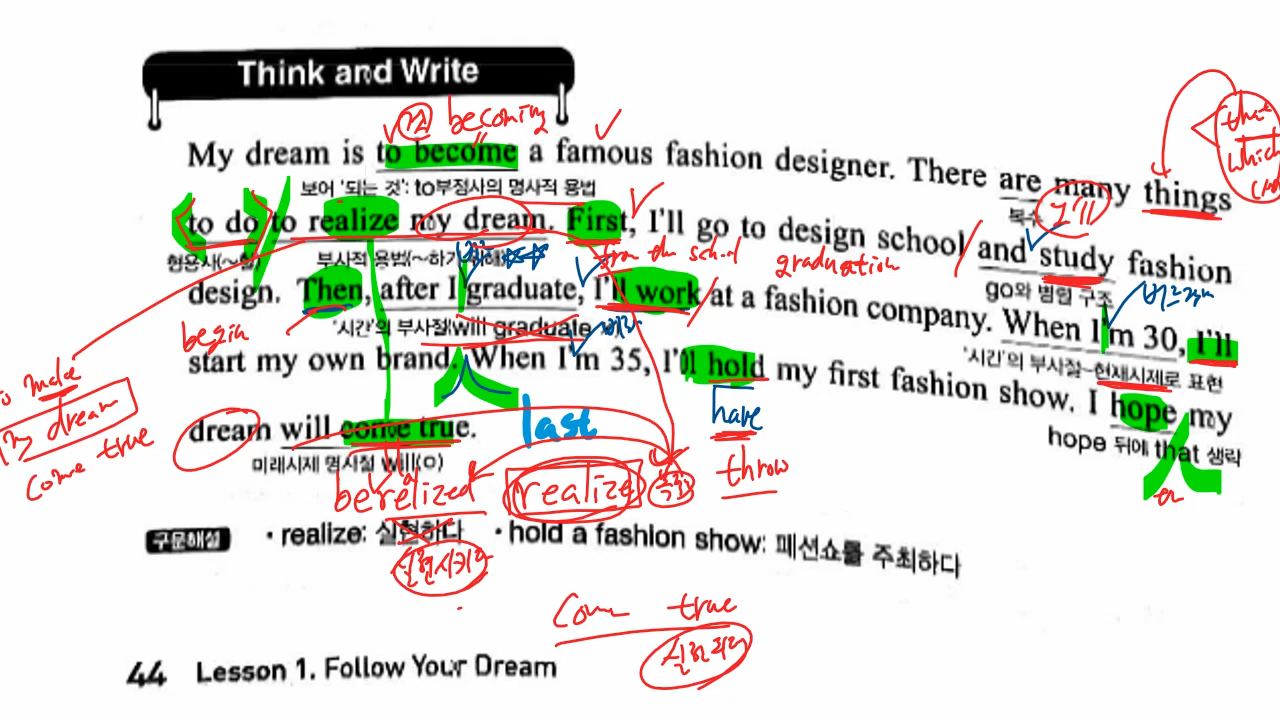 Think and Write
becoming
My dream is to become a famous fashion designer. There are many things
that
which
보어 '되는 것': to부정사의 명사적 용법
복수
I'll
to do to realize my dream. First, I'll go to design school and study fashion
형용사(~할)
부사적 용법(~하기 위해)
from the school
graduation
go와 병렬 구조
design. Then, after I graduate, I'll work at a fashion company. When I'm 30, I'll
begin
'시간'의 부사절(will graduate
'시간'의 부사절-현재시제로 표현
start my own brand. When I'm 35, I'll hold my first fashion show. I hope my
make
my dream
come true
last
have
hope 뒤에 that 생략
dream will come true.
미래시제 명사절 will(O)
throw
be relized
realize
구문해설
• realize: 실현하다 • hold a fashion show: 패션쇼를 주최하다
실현시키다
come true
실현되다
44 Lesson 1. Follow Your Dream